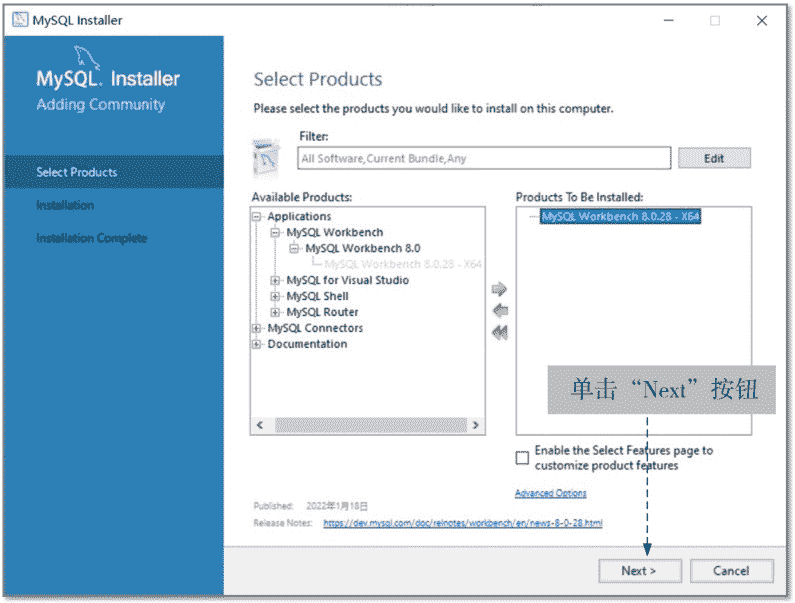 MySQL Installer
MySQL. Installer
Adding Community
Select Products
Installation
Installation Complete
Select Products
Please select the products you would like to install on this computer.
Filter:
All Software,Current Bundle,Any
Edit
Available Products:
Applications
MySQL Workbench
MySQL Workbench 8.0
MySQL Workbench 8.0.28 - X64
MySQL for Visual Studio
MySQL Shell
MySQL Router
MySQL Connectors
Documentation
Products To Be Installed:
MySQL Workbench 8.0.28 - X64
单击“Next”按钮
Enable the Select Features page to
customize product features
Advanced Options
Published: 2022年1月18日
Release Notes: https://dev.mysql.com/doc/relnotes/workbench/en/news-8-0-28.html
Next >
Cancel